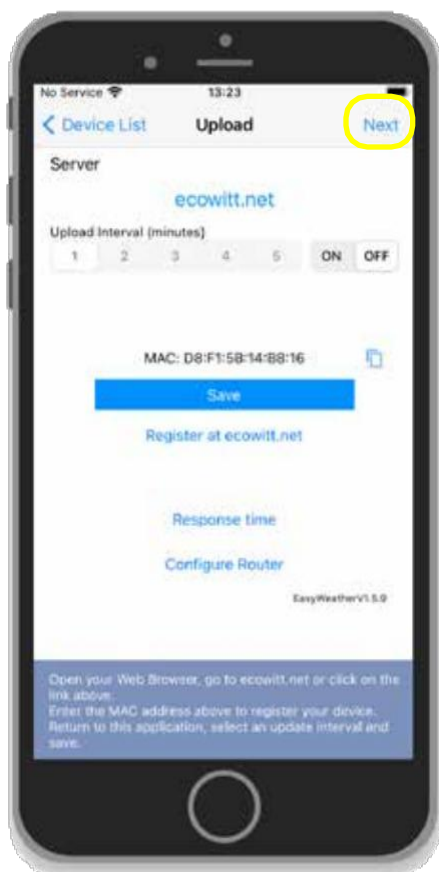 No Service 13:23
Device List Upload Next
Server
ecowitt.net
Upload Interval (minutes)
1 2 3 4 5 ON OFF
MAC: D8:F1:5B:14:B8:16
Save
Register at ecowitt.net
Response time
Configure Router
EasyWeatherV1.5.9
Open your Web Browser, go to ecowitt.net or click on the
link above.
Enter the MAC address above to register your device.
Return to this application, select an update interval and
save.